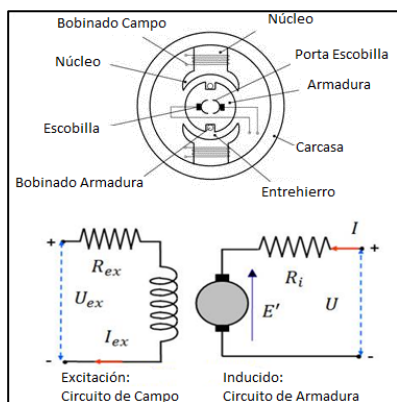 Bobinado Campo
Núcleo
Núcleo
Porta Escobilla
Armadura
Escobilla
Carcasa
Bobinado Armadura
Entrehierro
+
R_ex
U_ex
I_ex
-
I
+
R_i
E'
U
-
Excitación:
Circuito de Campo
Inducido:
Circuito de Armadura